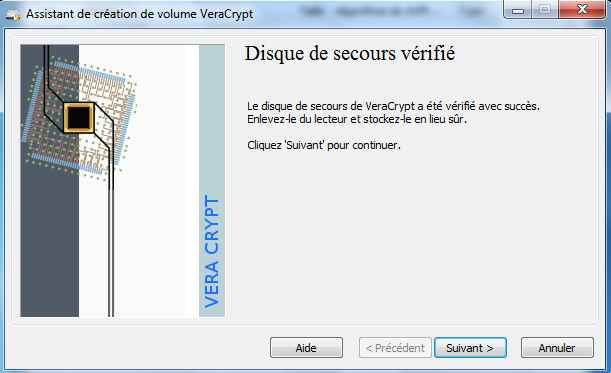 Assistant de création de volume VeraCrypt
Disque de secours vérifié
Le disque de secours de VeraCrypt a été vérifié avec succès.
Enlevez-le du lecteur et stockez-le en lieu sûr.
Cliquez 'Suivant' pour continuer.
VERA CRYPT
Aide
< Précédent
Suivant >
Annuler